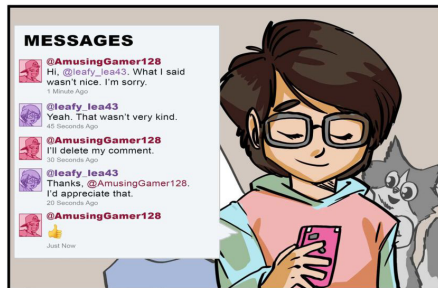 MESSAGES
@AmusingGamer128
Hi, @leafy_lea43. What I said
wasn't nice. I'm sorry.
1 Minute Ago
@leafy_lea43
Yeah. That wasn't very kind.
45 Seconds Ago
@AmusingGamer128
I'll delete my comment.
30 Seconds Ago
@leafy_lea43
Thanks, @AmusingGamer128.
I'd appreciate that.
20 Seconds Ago
@AmusingGamer128
👍
Just Now